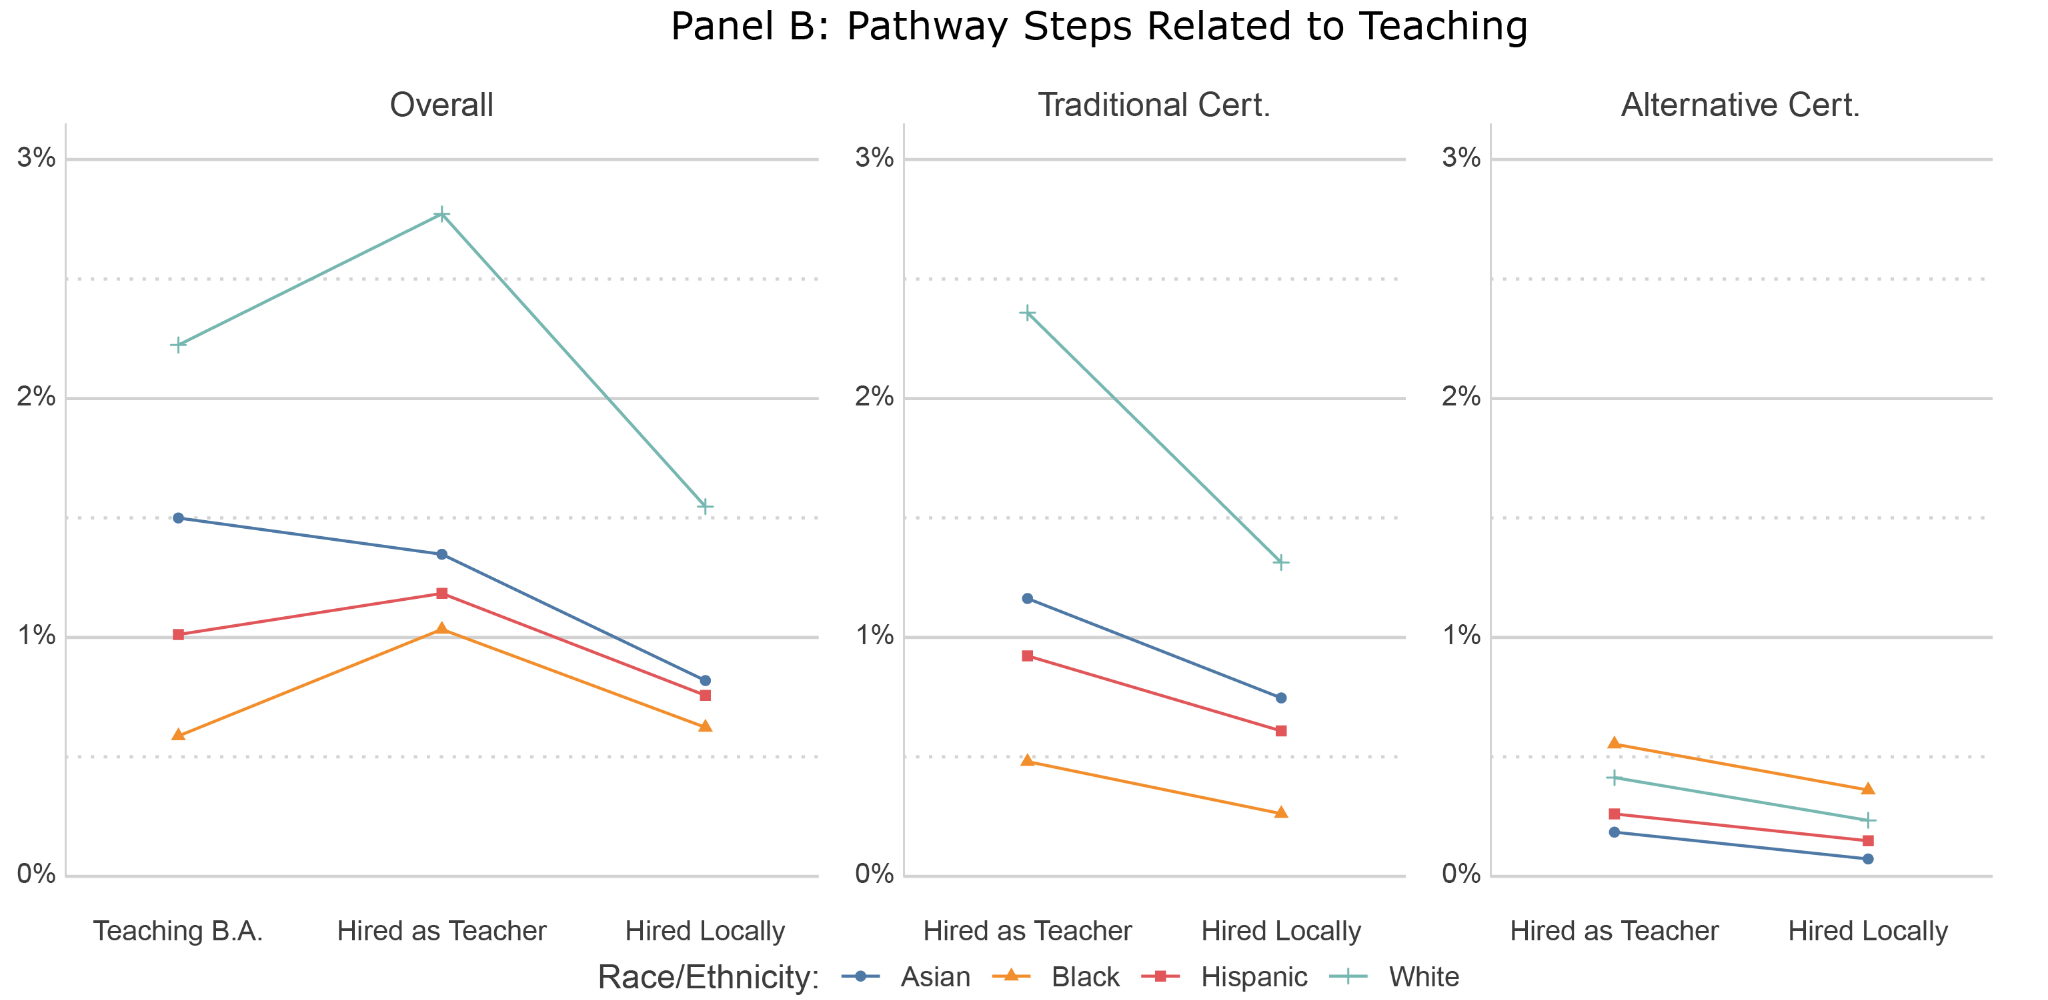 Panel B: Pathway Steps Related to Teaching
Overall
Traditional Cert.
Alternative Cert.
3%
2%
1%
0%
3%
2%
1%
0%
3%
2%
1%
0%
Teaching B.A. Hired as Teacher Hired Locally
Hired as Teacher Hired Locally
Hired as Teacher Hired Locally
Race/Ethnicity: Asian Black Hispanic White